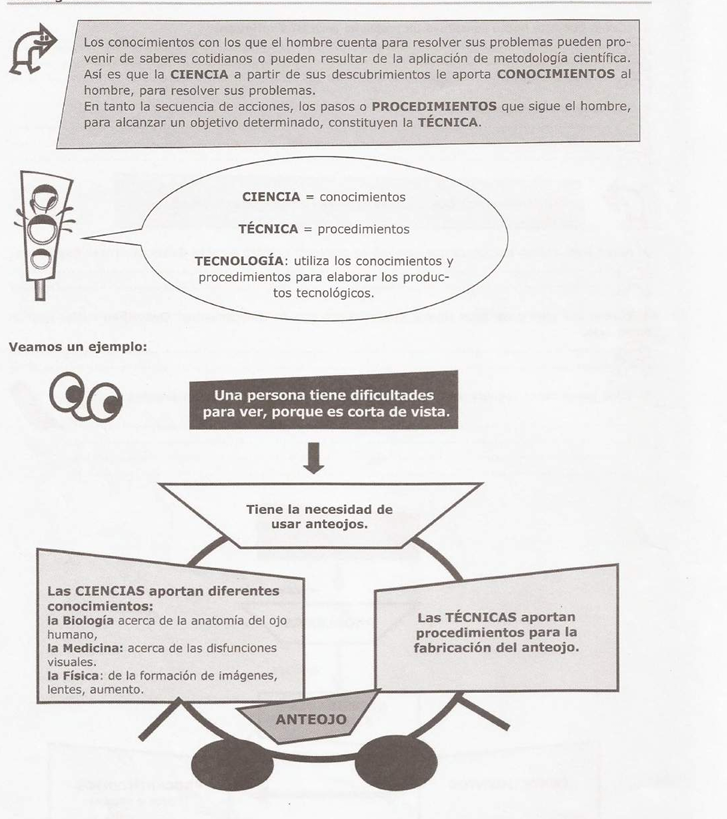 Los conocimientos con los que el hombre cuenta para resolver sus problemas pueden pro-
venir de saberes cotidianos o pueden resultar de la aplicación de metodología científica.
Así es que la CIENCIA a partir de sus descubrimientos le aporta CONOCIMIENTOS al
hombre, para resolver sus problemas.
En tanto la secuencia de acciones, los pasos o PROCEDIMIENTOS que sigue el hombre,
para alcanzar un objetivo determinado, constituyen la TÉCNICA.
CIENCIA = conocimientos
TÉCNICA = procedimientos
TECNOLOGÍA: utiliza los conocimientos y
procedimientos para elaborar los produc-
tos tecnológicos.
Veamos un ejemplo:
Una persona tiene dificultades
para ver, porque es corta de vista.
Tiene la necesidad de
usar anteojos.
Las CIENCIAS aportan diferentes
conocimientos:
la Biología acerca de la anatomía del ojo
humano,
la Medicina: acerca de las disfunciones
visuales.
la Física: de la formación de imágenes,
lentes, aumento.
Las TÉCNICAS aportan
procedimientos para la
fabricación del anteojo.
ANTEOJO